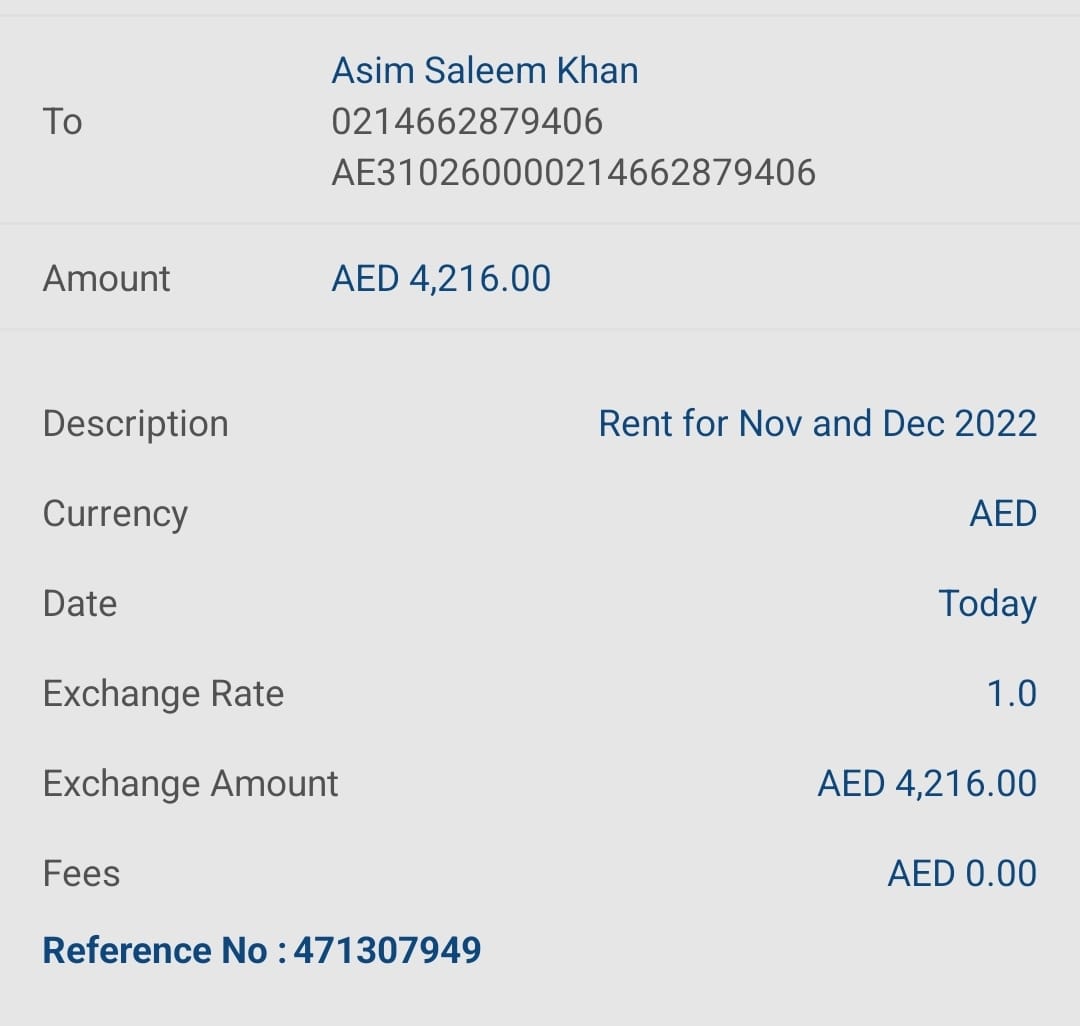 Asim Saleem Khan
To 0214662879406
AE310260000214662879406
Amount AED 4,216.00
Description Rent for Nov and Dec 2022
Currency AED
Date Today
Exchange Rate 1.0
Exchange Amount AED 4,216.00
Fees AED 0.00
Reference No : 471307949